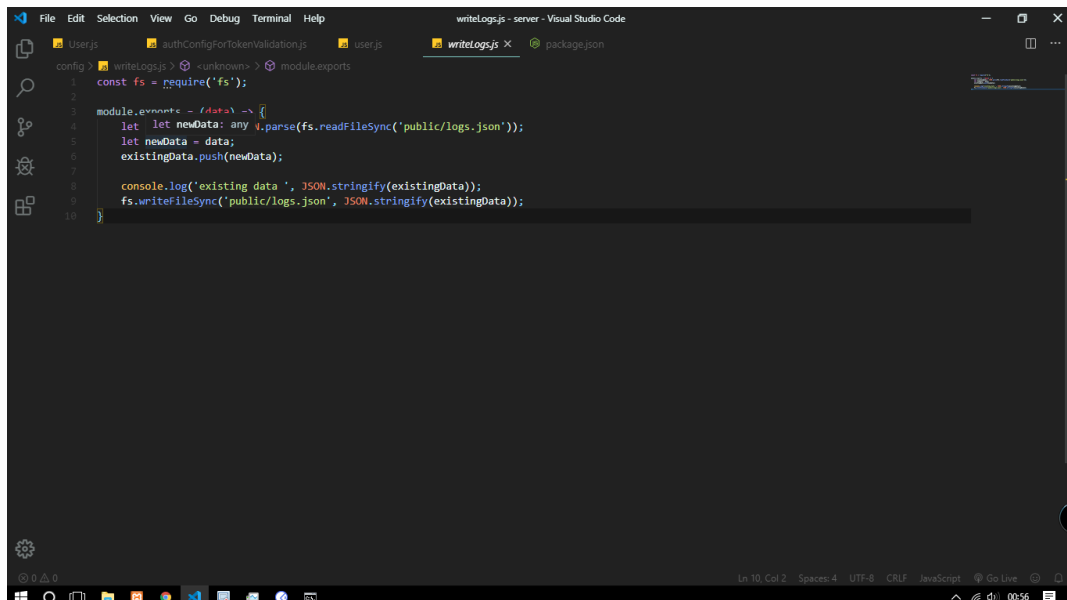 File Edit Selection View Go Debug Terminal Help writeLogs.js - server - Visual Studio Code
User.js authConfigForTokenValidation.js user.js writeLogs.js package.json
config > writeLogs.js > <unknown> > module.exports
1 const fs = require('fs');
2
3 module.exports = (data) => {
let newData: any
4 let .parse(fs.readFileSync('public/logs.json'));
5 let newData = data;
6 existingData.push(newData);
7
8 console.log('existing data ', JSON.stringify(existingData));
9 fs.writeFileSync('public/logs.json', JSON.stringify(existingData));
10 }
0 0 Ln 10, Col 2 Spaces: 4 UTF-8 CRLF JavaScript Go Live
00:56